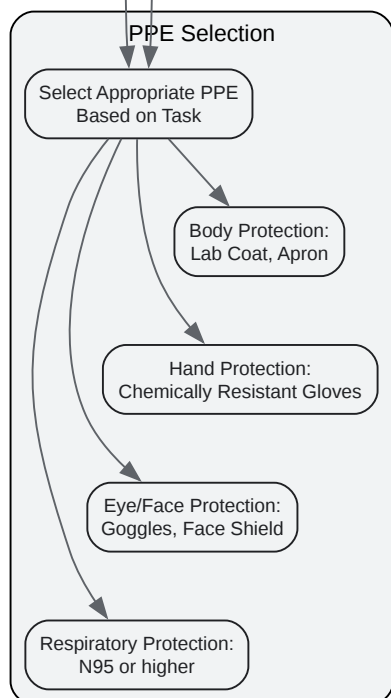 PPE Selection
Select Appropriate PPE
Based on Task
Body Protection:
Lab Coat, Apron
Hand Protection:
Chemically Resistant Gloves
Eye/Face Protection:
Goggles, Face Shield
Respiratory Protection:
N95 or higher